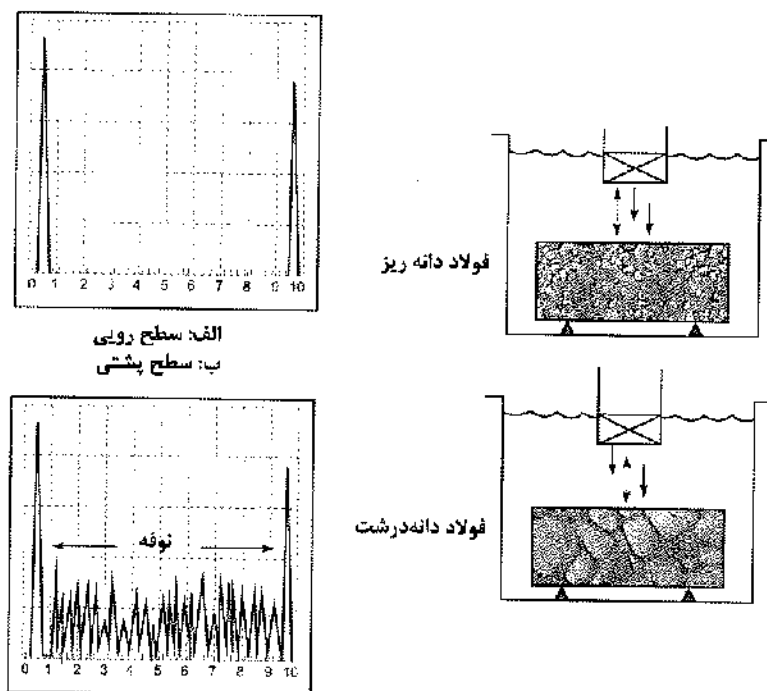 0 1 2 3 4 5 6 7 8 9 10
فولاد دانه ریز
الف: سطح رویی
ب: سطح پشتی
نوفه
فولاد دانه‌درشت
0 1 2 3 4 5 6 7 8 9 10